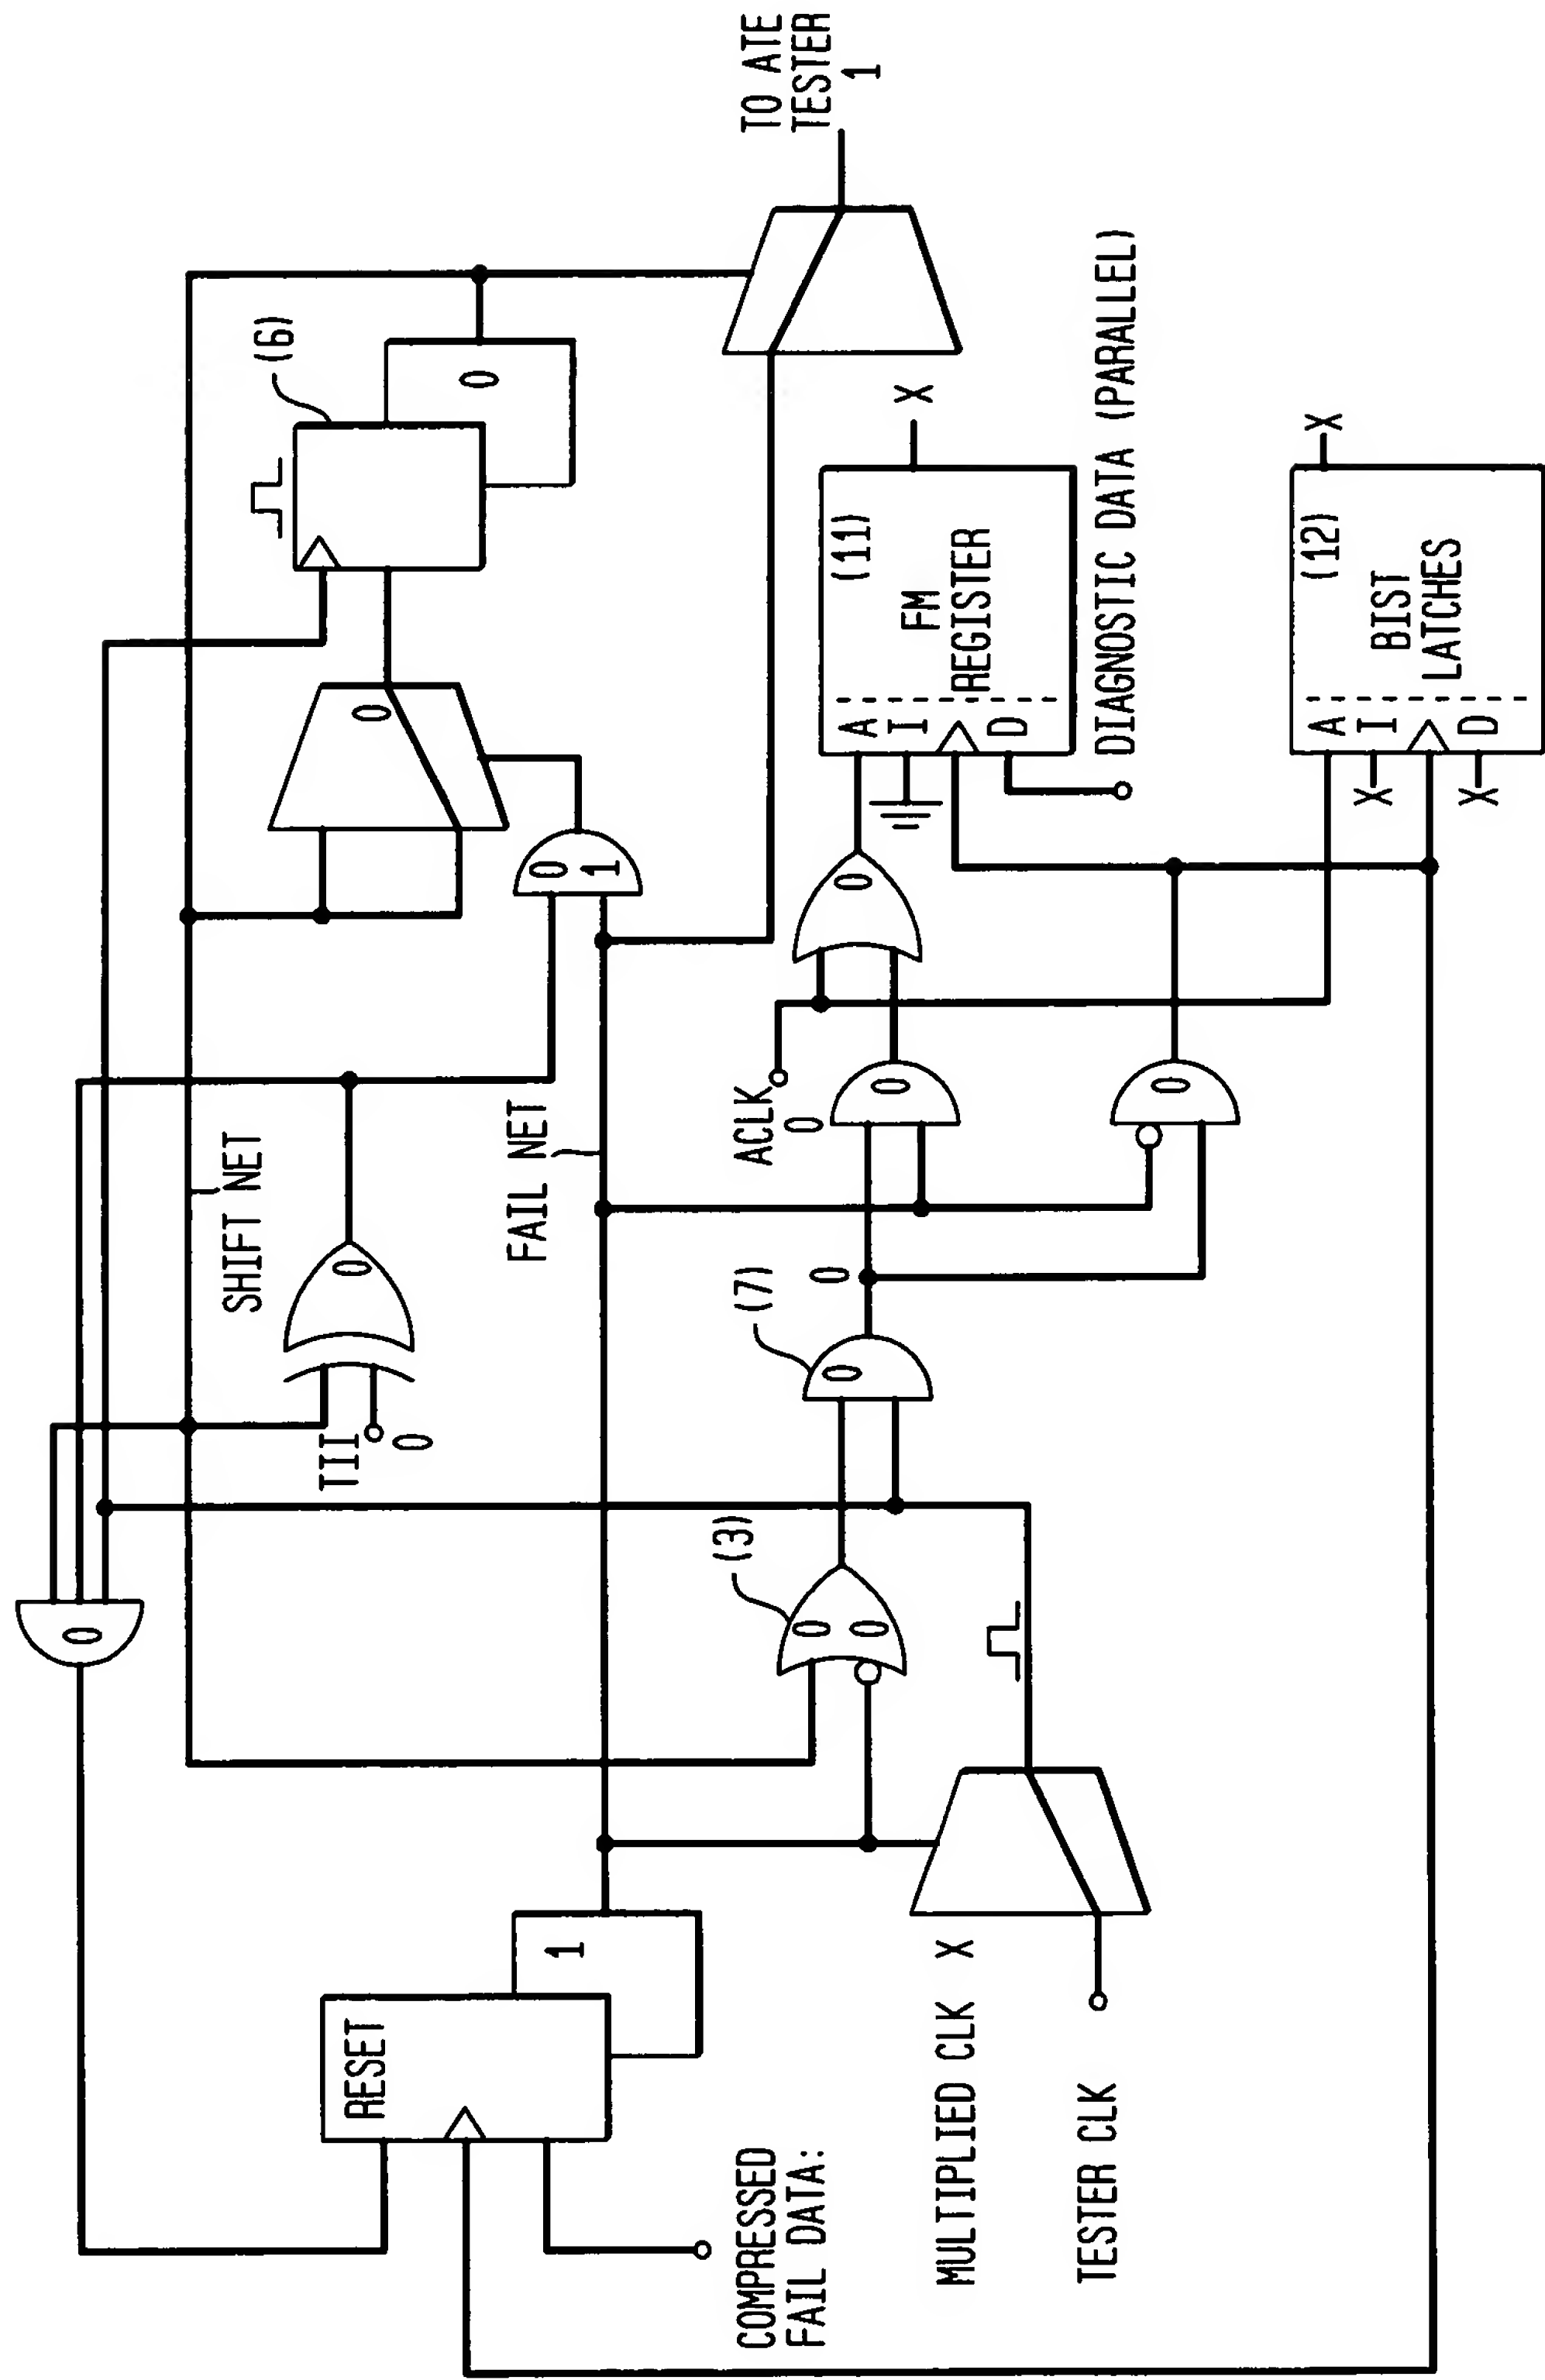 TO ATE
TESTER
1
(6)
0
0
0
1
X
(11)
FM
REGISTER
A
I
D
DIAGNOSTIC DATA (PARALLEL)
X
(12)
BIST
LATCHES
A
I
D
X
X
0
ACLK
0
0
0
SHIFT NET
FAIL NET
0
TII
0
(7)
0
0
(3)
0
0
0
RESET
1
COMPRESSED
FAIL DATA:
MULTIPLIED CLK X
TESTER CLK